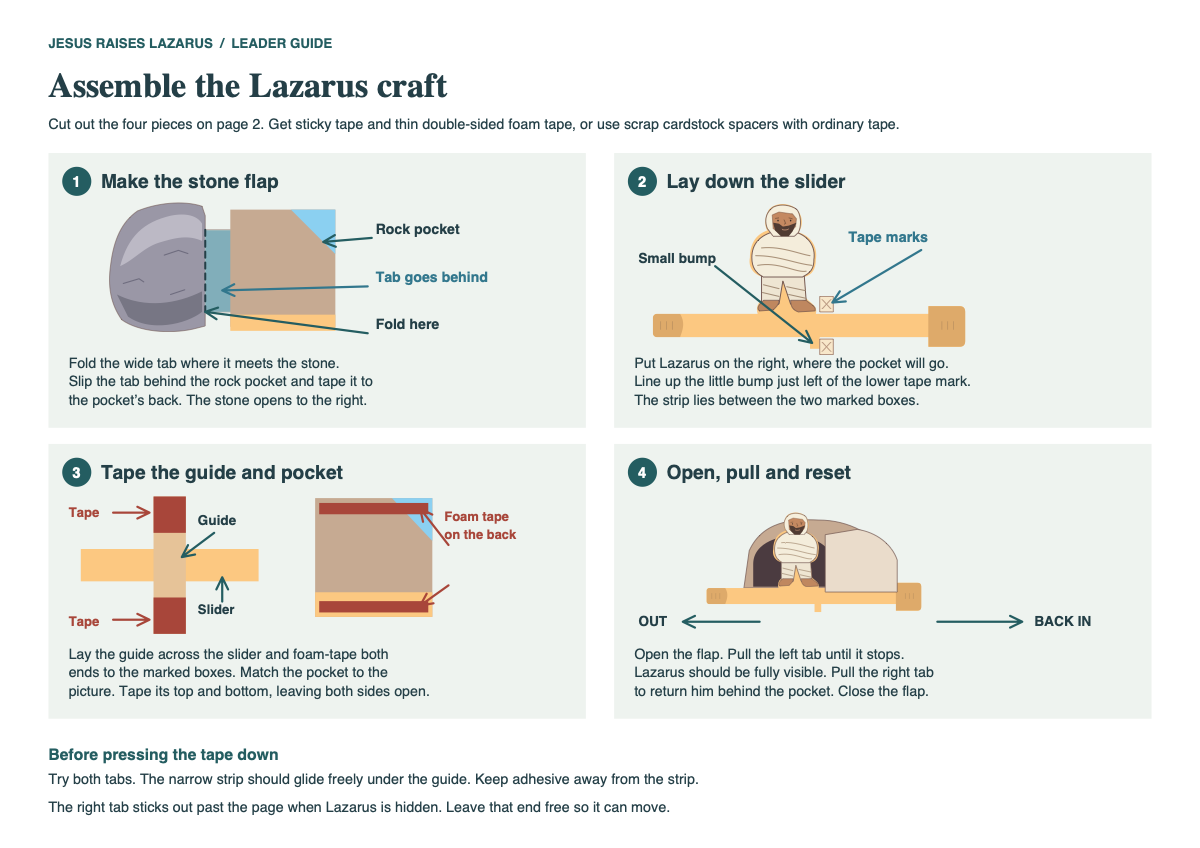 JESUS RAISES LAZARUS / LEADER GUIDE
Assemble the Lazarus craft
Cut out the four pieces on page 2. Get sticky tape and thin double-sided foam tape, or use scrap cardstock spacers with ordinary tape.
1 Make the stone flap
Rock pocket
Tab goes behind
Fold here
Fold the wide tab where it meets the stone.
Slip the tab behind the rock pocket and tape it to
the pocket’s back. The stone opens to the right.
2 Lay down the slider
Tape marks
Small bump
Put Lazarus on the right, where the pocket will go.
Line up the little bump just left of the lower tape mark.
The strip lies between the two marked boxes.
3 Tape the guide and pocket
Tape
Guide
Slider
Tape
Foam tape
on the back
Lay the guide across the slider and foam-tape both
ends to the marked boxes. Match the pocket to the
picture. Tape its top and bottom, leaving both sides open.
4 Open, pull and reset
OUT
BACK IN
Open the flap. Pull the left tab until it stops.
Lazarus should be fully visible. Pull the right tab
to return him behind the pocket. Close the flap.
Before pressing the tape down
Try both tabs. The narrow strip should glide freely under the guide. Keep adhesive away from the strip.
The right tab sticks out past the page when Lazarus is hidden. Leave that end free so it can move.